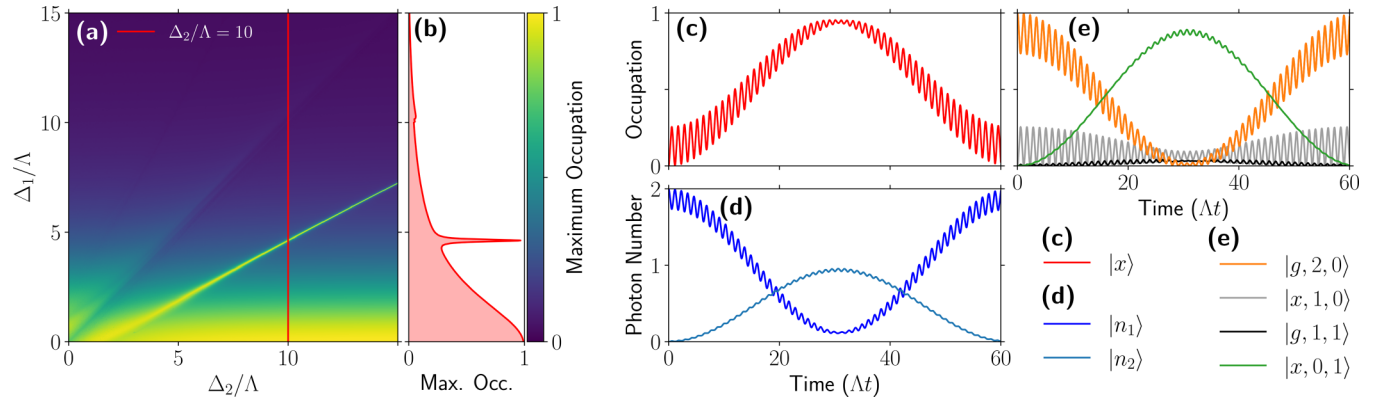 (a)
Δ₂/Λ = 10
15
10
5
0
Δ₁/Λ
0
5
10
Δ₂/Λ
(b)
0
1
Max. Occ.
1
0
Maximum Occupation
(c)
1
0
Occupation
(d)
2
1
0
Photon Number
0
20
40
60
Time (Λt)
(e)
0
20
40
60
Time (Λt)
(c)
|x⟩
(d)
|n₁⟩
|n₂⟩
(e)
|g, 2, 0⟩
|x, 1, 0⟩
|g, 1, 1⟩
|x, 0, 1⟩